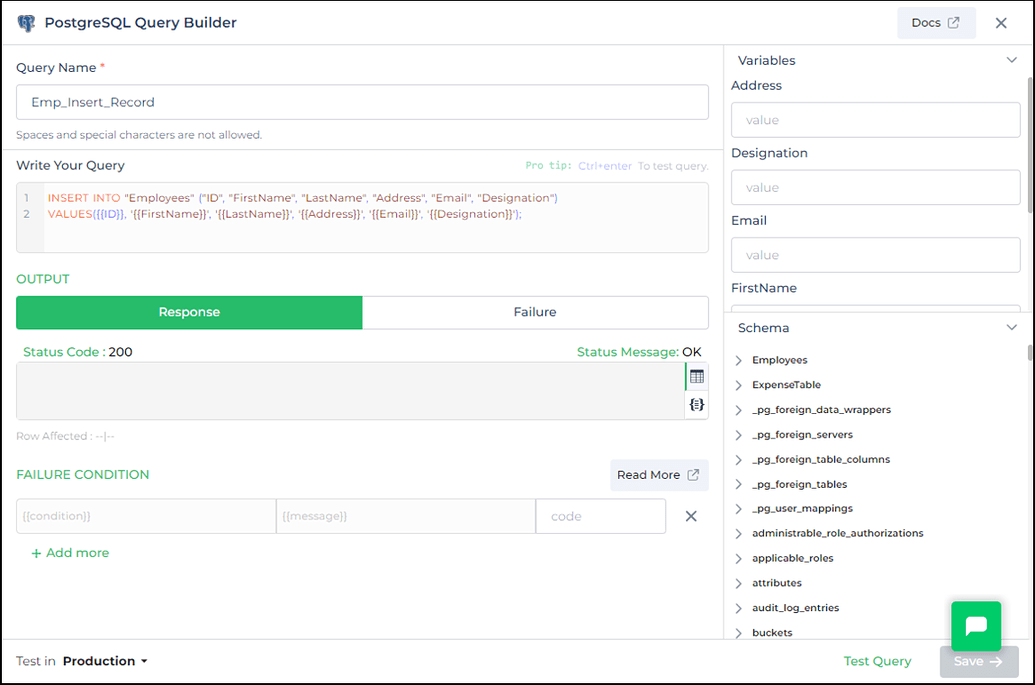 PostgreSQL Query Builder
Docs
Query Name *
Emp_Insert_Record
Spaces and special characters are not allowed.
Write Your Query
Pro tip: Ctrl+enter To test query.
1 INSERT INTO "Employees" ("ID", "FirstName", "LastName", "Address", "Email", "Designation")
2 VALUES({{ID}}, '{{FirstName}}', '{{LastName}}', '{{Address}}', '{{Email}}', '{{Designation}}');
OUTPUT
Response
Failure
Status Code : 200
Status Message: OK
Row Affected : --|--
FAILURE CONDITION
Read More
{{condition}}
{{message}}
code
+ Add more
Variables
Address
value
Designation
value
Email
value
FirstName
Schema
Employees
ExpenseTable
_pg_foreign_data_wrappers
_pg_foreign_servers
_pg_foreign_table_columns
_pg_foreign_tables
_pg_user_mappings
administrable_role_authorizations
applicable_roles
attributes
audit_log_entries
buckets
Test in Production
Test Query
Save